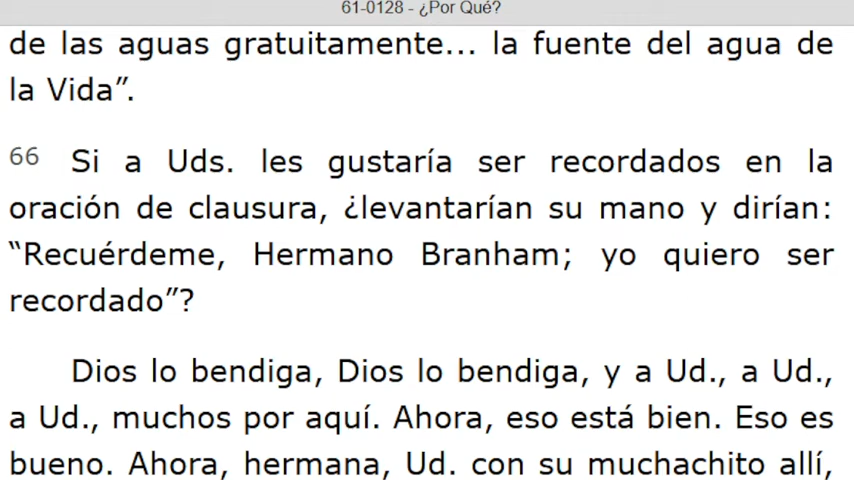 61-0128 - ¿Por Qué?
de las aguas gratuitamente... la fuente del agua de
la Vida”.
66 Si a Uds. les gustaría ser recordados en la
oración de clausura, ¿levantarían su mano y dirían:
“Recuérdeme, Hermano Branham; yo quiero ser
recordado”?
Dios lo bendiga, Dios lo bendiga, y a Ud., a Ud.,
a Ud., muchos por aquí. Ahora, eso está bien. Eso es
bueno. Ahora, hermana, Ud. con su muchachito allí,